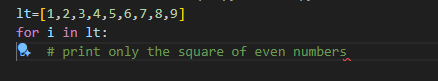 lt=[1,2,3,4,5,6,7,8,9]
for i in lt:
    # print only the square of even numbers